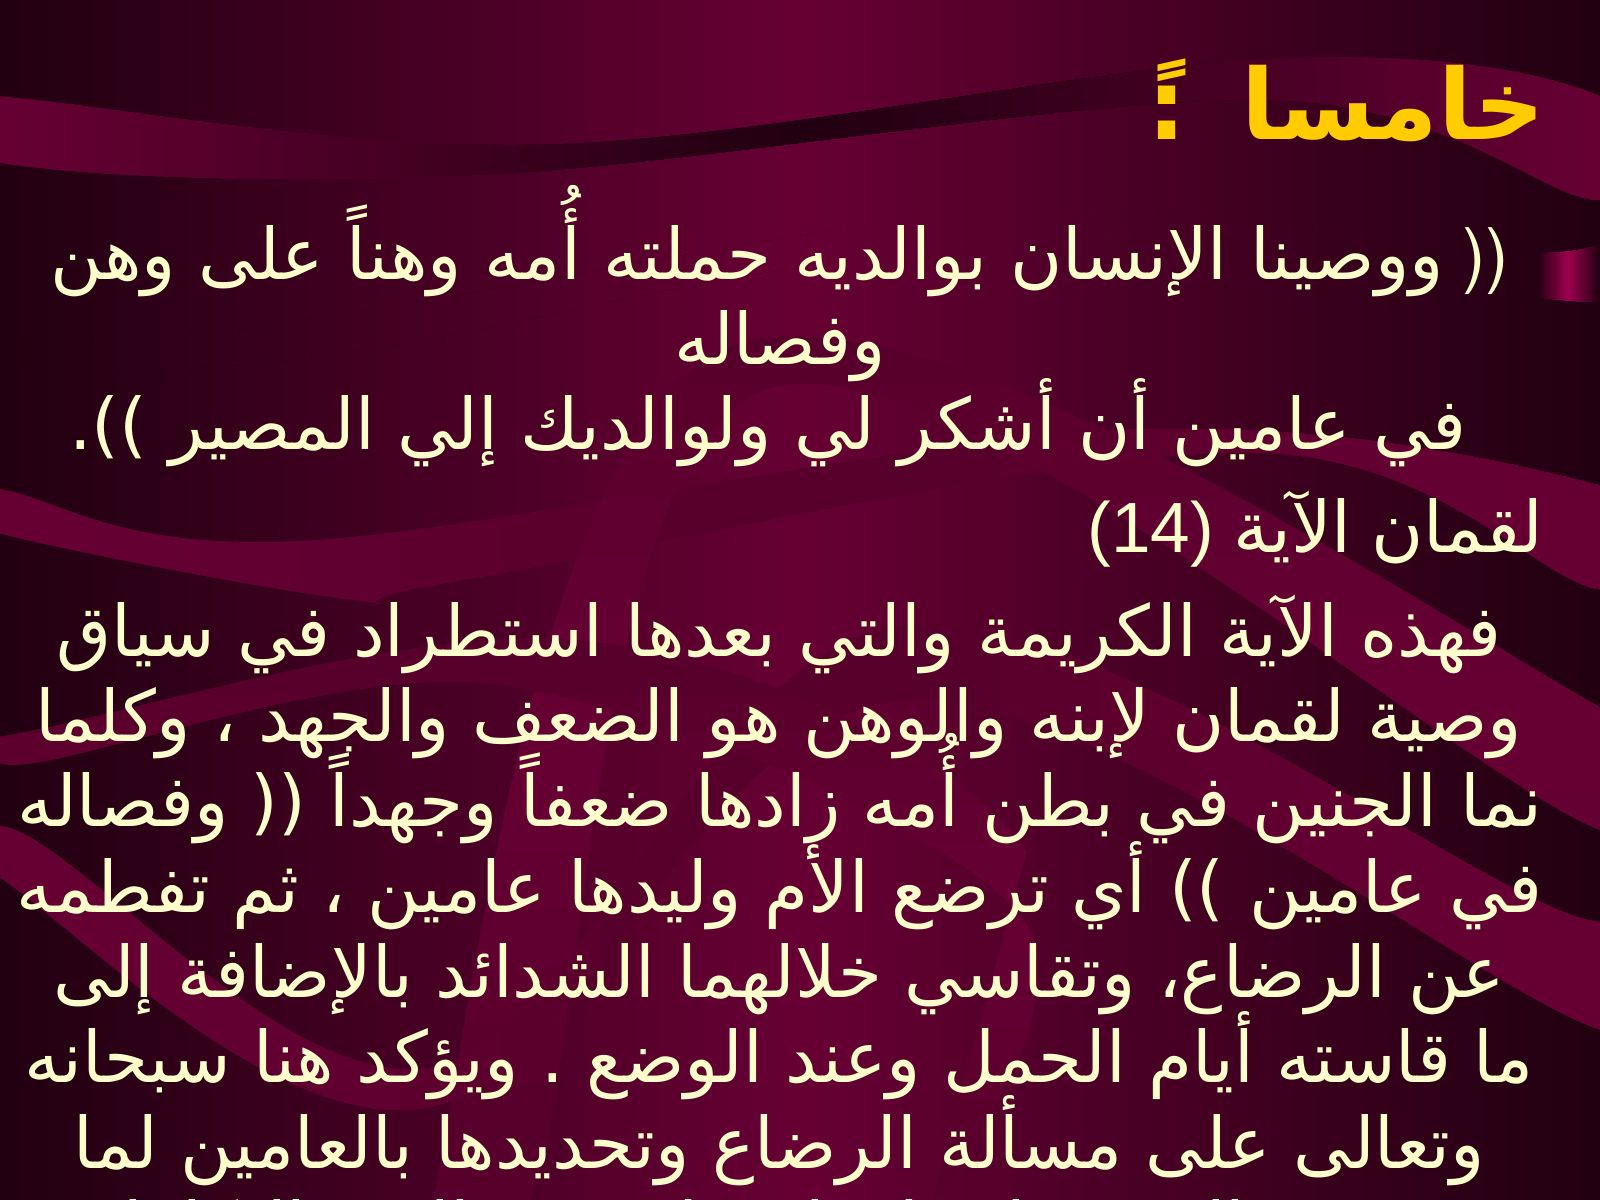 خامسا ً:
(( ووصينا الإنسان بوالديه حملته أُمه وهناً على وهن
وفصاله
في عامين أن أشكر لي ولوالديك إلي المصير )).
لقمان الآية (14)
فهذه الآية الكريمة والتي بعدها استطراد في سياق
وصية لقمان لإبنه والوهن هو الضعف والجهد ، وكلما
نما الجنين في بطن أُمه زادها ضعفاً وجهداً (( وفصاله
في عامين )) أي ترضع الأم وليدها عامين ، ثم تفطمه
عن الرضاع، وتقاسي خلالهما الشدائد بالإضافة إلى
ما قاسته أيام الحمل وعند الوضع . ويؤكد هنا سبحانه
وتعالى على مسألة الرضاع وتحديدها بالعامين لما